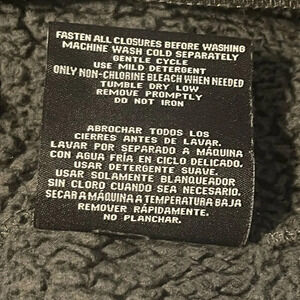 FASTEN ALL CLOSURES BEFORE WASHING
MACHINE WASH COLD SEPARATELY
GENTLE CYCLE
USE MILD DETERGENT
ONLY NON-CHLORINE BLEACH WHEN NEEDED
TUMBLE DRY LOW
REMOVE PROMPTLY
DO NOT IRON
ABROCHAR TODOS LOS
CIERRES ANTES DE LAVAR.
LAVAR POR SEPARADO A MÁQUINA
CON AGUA FRÍA EN CICLO DELICADO.
USAR DETERGENTE SUAVE.
USAR SOLAMENTE BLANQUEADOR
SIN CLORO CUANDO SEA NECESARIO.
SECAR A MÁQUINA A TEMPERATURA BAJA
REMOVER RÁPIDAMENTE.
NO PLANCHAR.